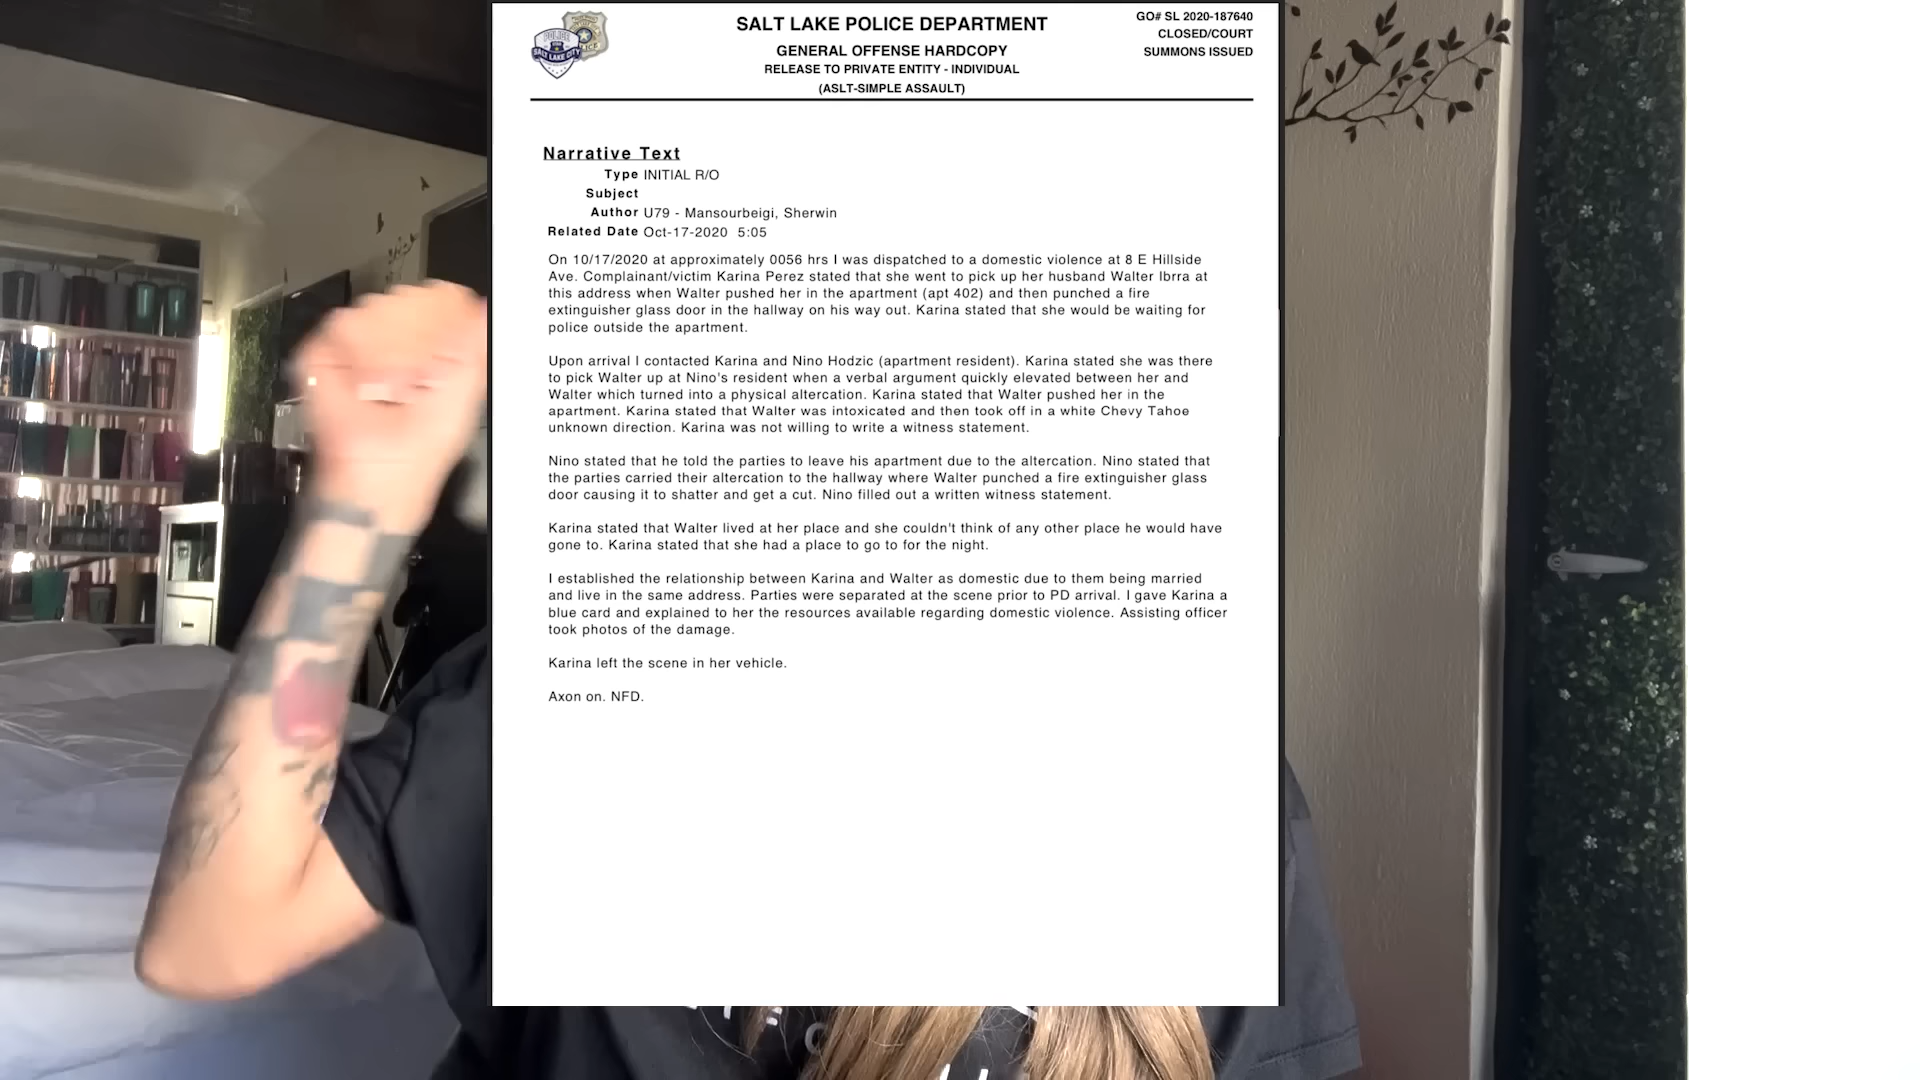 SALT LAKE POLICE DEPARTMENT
GENERAL OFFENSE HARDCOPY
RELEASE TO PRIVATE ENTITY - INDIVIDUAL
(ASLT-SIMPLE ASSAULT)
GO# SL 2020-187640
CLOSED/COURT
SUMMONS ISSUED
POLICE
SALT LAKE CITY
Narrative Text
Type INITIAL R/O
Subject
Author U79 - Mansourbeigi, Sherwin
Related Date Oct-17-2020 5:05
On 10/17/2020 at approximately 0056 hrs I was dispatched to a domestic violence at 8 E Hillside
Ave. Complainant/victim Karina Perez stated that she went to pick up her husband Walter Ibrra at
this address when Walter pushed her in the apartment (apt 402) and then punched a fire
extinguisher glass door in the hallway on his way out. Karina stated that she would be waiting for
police outside the apartment.
Upon arrival I contacted Karina and Nino Hodzic (apartment resident). Karina stated she was there
to pick Walter up at Nino's resident when a verbal argument quickly elevated between her and
Walter which turned into a physical altercation. Karina stated that Walter pushed her in the
apartment. Karina stated that Walter was intoxicated and then took off in a white Chevy Tahoe
unknown direction. Karina was not willing to write a witness statement.
Nino stated that he told the parties to leave his apartment due to the altercation. Nino stated that
the parties carried their altercation to the hallway where Walter punched a fire extinguisher glass
door causing it to shatter and get a cut. Nino filled out a written witness statement.
Karina stated that Walter lived at her place and she couldn't think of any other place he would have
gone to. Karina stated that she had a place to go to for the night.
I established the relationship between Karina and Walter as domestic due to them being married
and live in the same address. Parties were separated at the scene prior to PD arrival. I gave Karina a
blue card and explained to her the resources available regarding domestic violence. Assisting officer
took photos of the damage.
Karina left the scene in her vehicle.
Axon on. NFD.